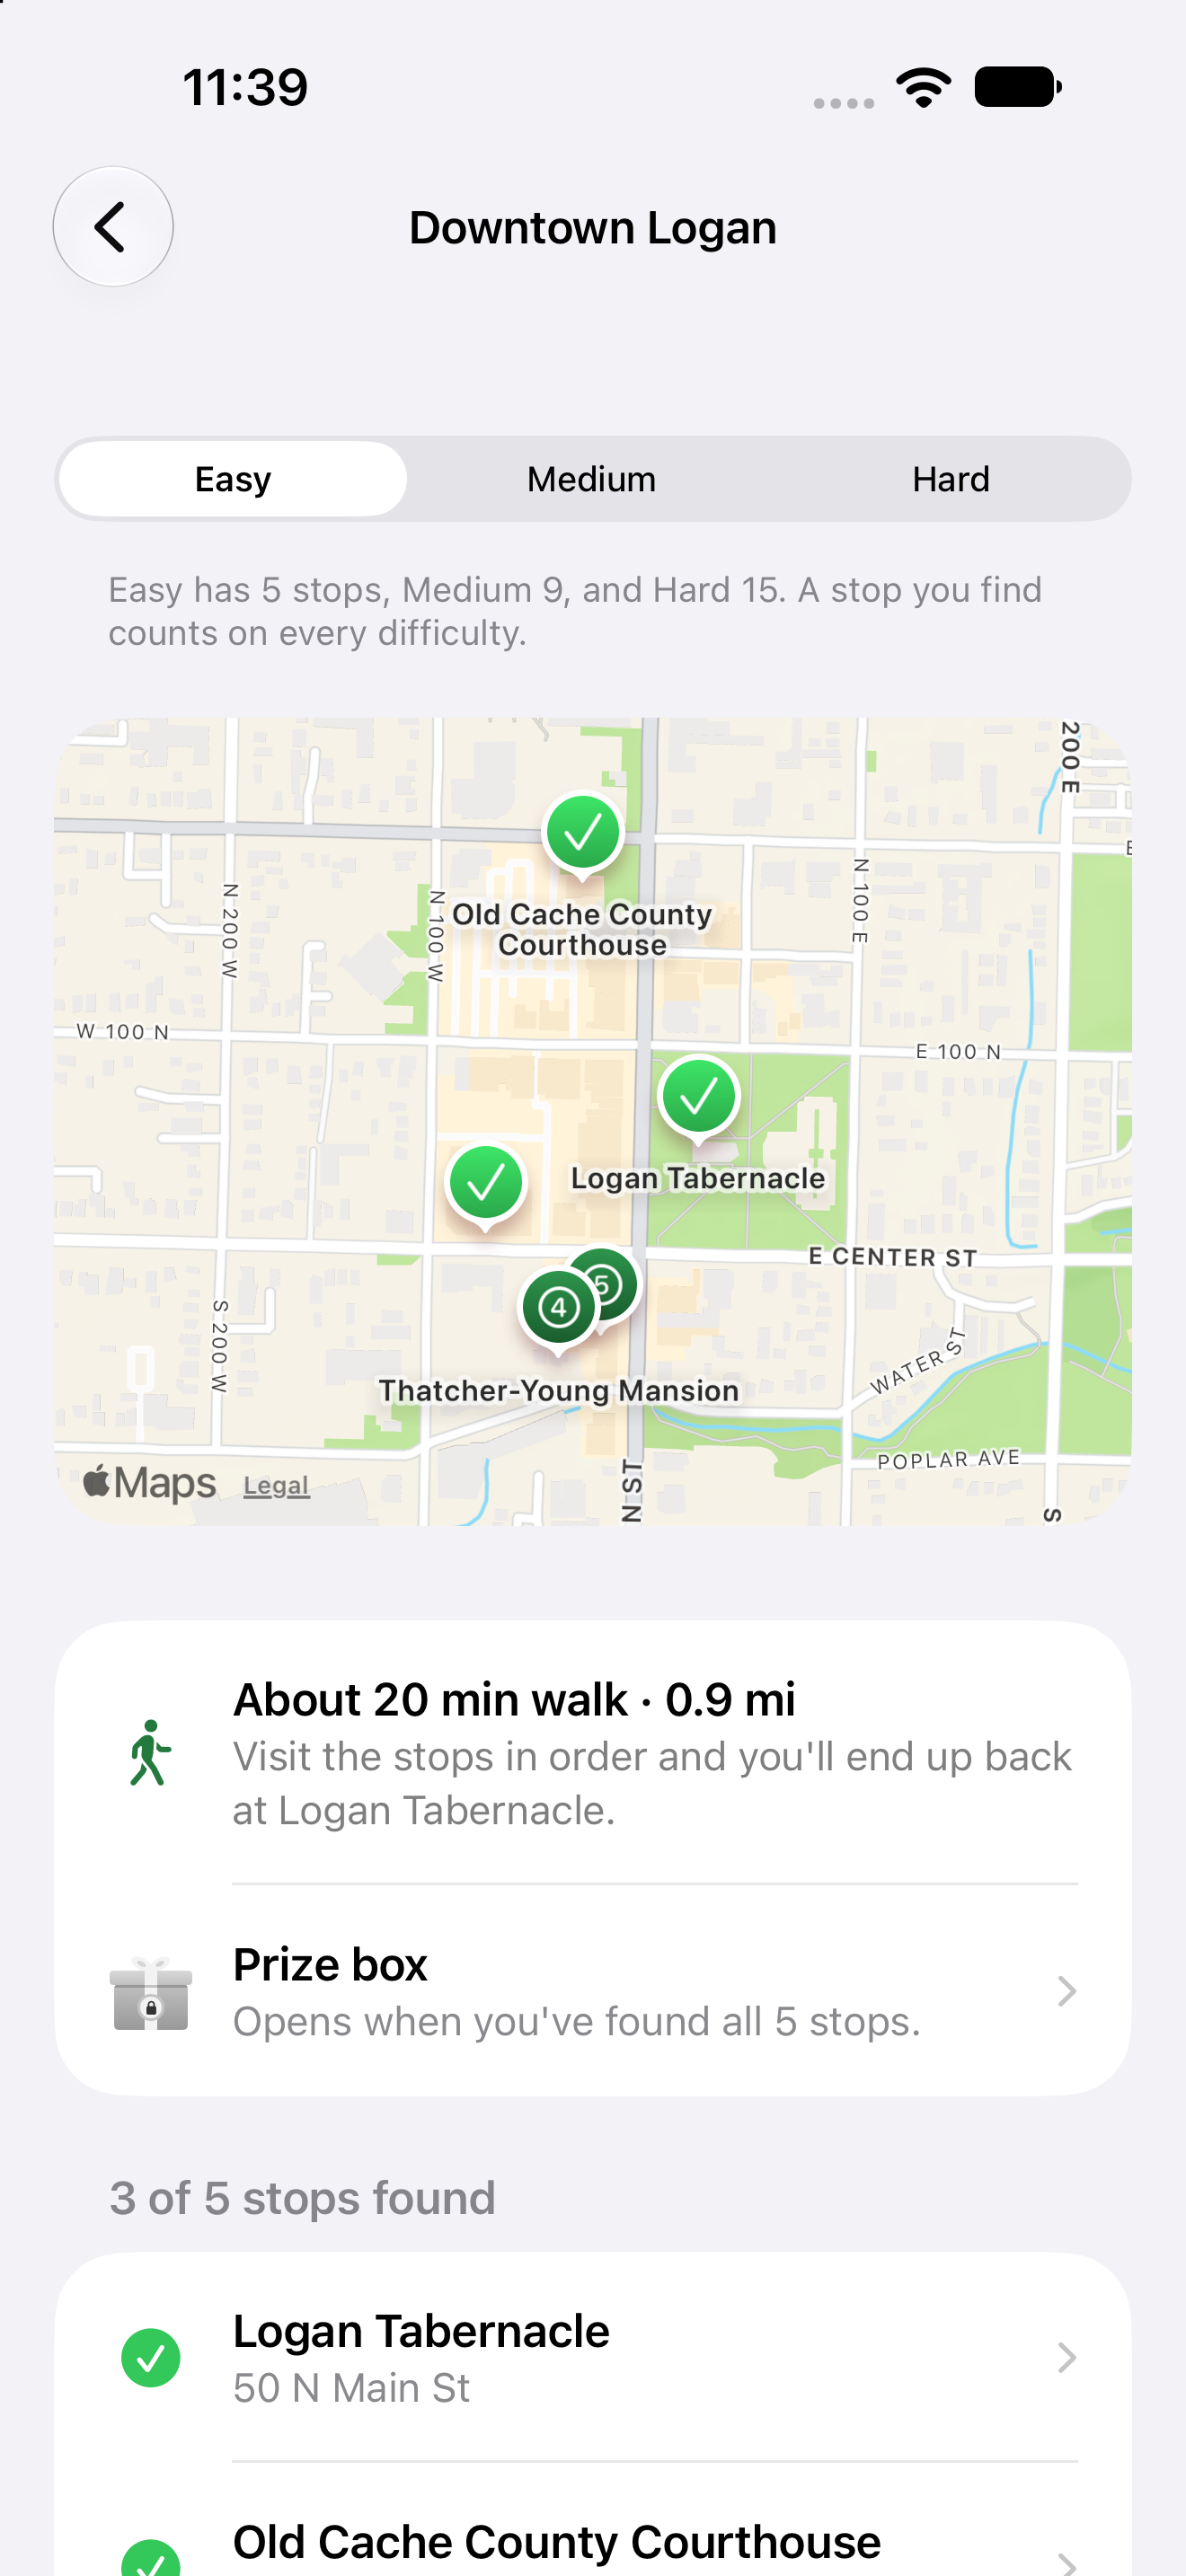 11:39
Downtown Logan
Easy
Medium
Hard
Easy has 5 stops, Medium 9, and Hard 15. A stop you find
counts on every difficulty.
200 E
N 200 W
N 100 W
N 100 E
Old Cache County
Courthouse
W 100 N
E 100 N
Logan Tabernacle
E CENTER ST
5
4
S 200 W
WATER ST
Thatcher-Young Mansion
POPLAR AVE
Maps
Legal
N ST
S
About 20 min walk · 0.9 mi
Visit the stops in order and you'll end up back
at Logan Tabernacle.
Prize box
Opens when you've found all 5 stops.
3 of 5 stops found
Logan Tabernacle
50 N Main St
Old Cache County Courthouse